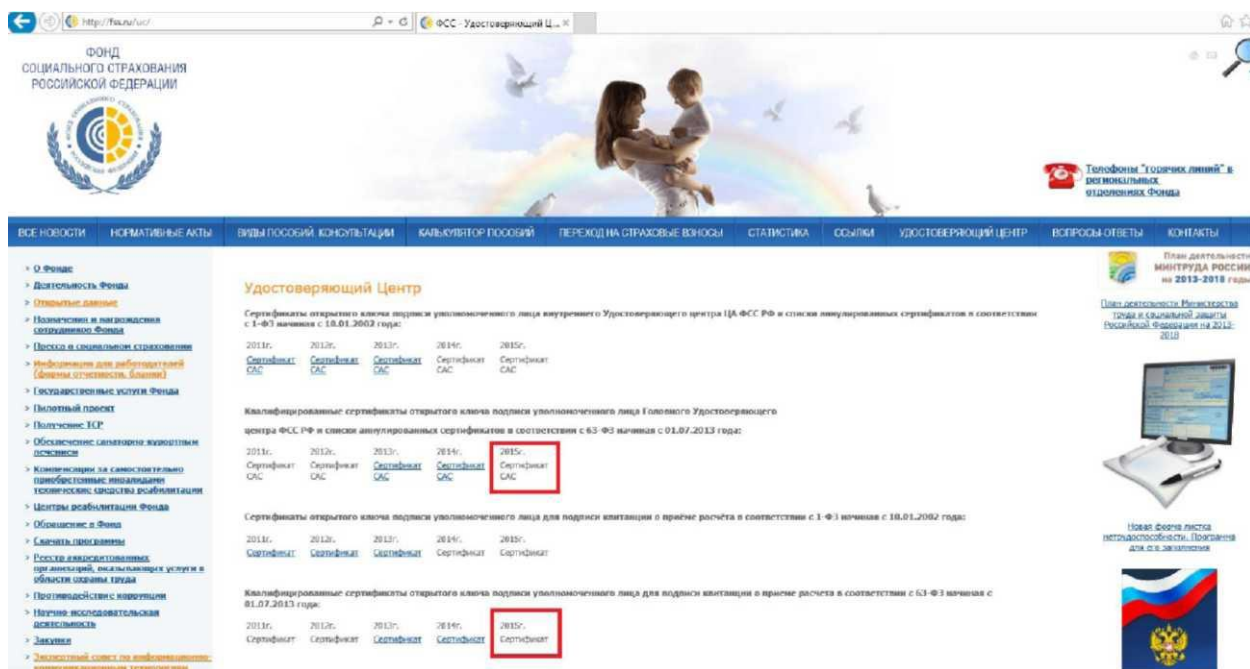 http://fss.ru/uc/
ФСС - Удостоверяющий Ц...
ФОНД
СОЦИАЛЬНОГО СТРАХОВАНИЯ
РОССИЙСКОЙ ФЕДЕРАЦИИ
Телефоны "горячих линий" в
региональных
отделениях Фонда
ВСЕ НОВОСТИ НОРМАТИВНЫЕ АКТЫ ВИДЫ ПОСОБИЙ. КОНСУЛЬТАЦИИ КАЛЬКУЛЯТОР ПОСОБИЙ ПЕРЕХОД НА СТРАХОВЫЕ ВЗНОСЫ СТАТИСТИКА ССЫЛКИ УДОСТОВЕРЯЮЩИЙ ЦЕНТР ВОПРОСЫ-ОТВЕТЫ КОНТАКТЫ
О Фонде
Деятельность Фонда
Открытые данные
Назначения и награждения
сотрудников Фонда
Пресса о социальном страховании
Информация для работодателей
(формы отчетности, бланки)
Государственные услуги Фонда
Пилотный проект
Получение ТСР
Обеспечение санаторно-курортным
лечением
Компенсации за самостоятельно
приобретенные инвалидами
технические средства реабилитации
Центры реабилитации Фонда
Обращение в Фонд
Скачать программы
Реестр аккредитованных
организаций, оказывающих услуги в
области охраны труда
Противодействие коррупции
Научно-исследовательская
деятельность
Закупки
Экспертный совет по информационно-
коммуникационным технологиям
Удостоверяющий Центр
Сертификаты открытого ключа подписи уполномоченного лица внутреннего Удостоверяющего центра ЦА ФСС РФ и списки аннулированных сертификатов в соответствии
с 1-ФЗ начиная с 10.01.2002 года:
2011г. 2012г. 2013г. 2014г. 2015г.
Сертификат Сертификат Сертификат Сертификат Сертификат
САС САС САС САС САС
Квалифицированные сертификаты открытого ключа подписи уполномоченного лица Головного Удостоверяющего
центра ФСС РФ и списки аннулированных сертификатов в соответствии с 63-ФЗ начиная с 01.07.2013 года:
2011г. 2012г. 2013г. 2014г. 2015г.
Сертификат Сертификат Сертификат Сертификат Сертификат
САС САС САС САС САС
Сертификаты открытого ключа подписи уполномоченного лица для подписи квитанции о приёме расчёта в соответствии с 1-ФЗ начиная с 10.01.2002 года:
2011г. 2012г. 2013г. 2014г. 2015г.
Сертификат Сертификат Сертификат Сертификат Сертификат
Квалифицированные сертификаты открытого ключа подписи уполномоченного лица для подписи квитанции о приеме расчета в соответствии с 63-ФЗ начиная с
01.07.2013 года:
2011г. 2012г. 2013г. 2014г. 2015г.
Сертификат Сертификат Сертификат Сертификат Сертификат
План деятельности
МИНТРУДА РОССИИ
на 2013-2018 годы
План деятельности Министерства
труда и социальной защиты
Российской Федерации на 2013-
2018
Новая форма листка
нетрудоспособности. Программа
для его заполнения